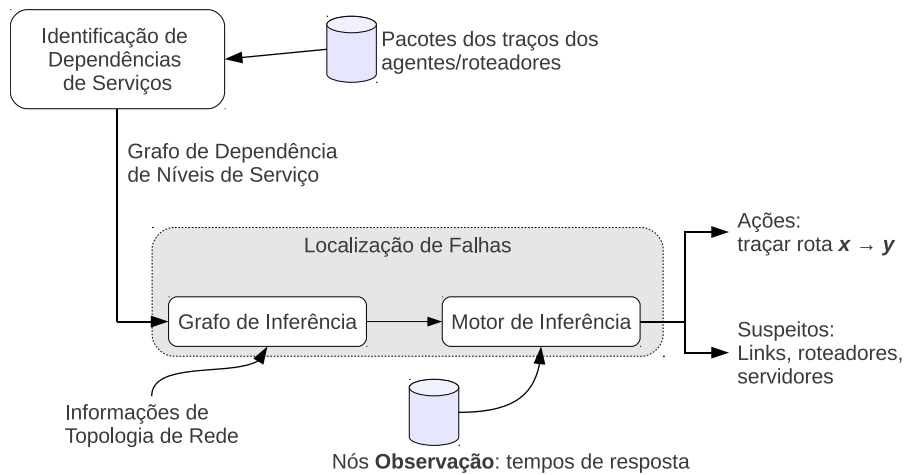 Identificação de
Dependências
de Serviços
Pacotes dos traços dos
agentes/roteadores
Grafo de Dependência
de Níveis de Serviço
Localização de Falhas
Ações:
traçar rota x → y
Grafo de Inferência
Motor de Inferência
Suspeitos:
Links, roteadores,
servidores
Informações de
Topologia de Rede
Nós Observação: tempos de resposta